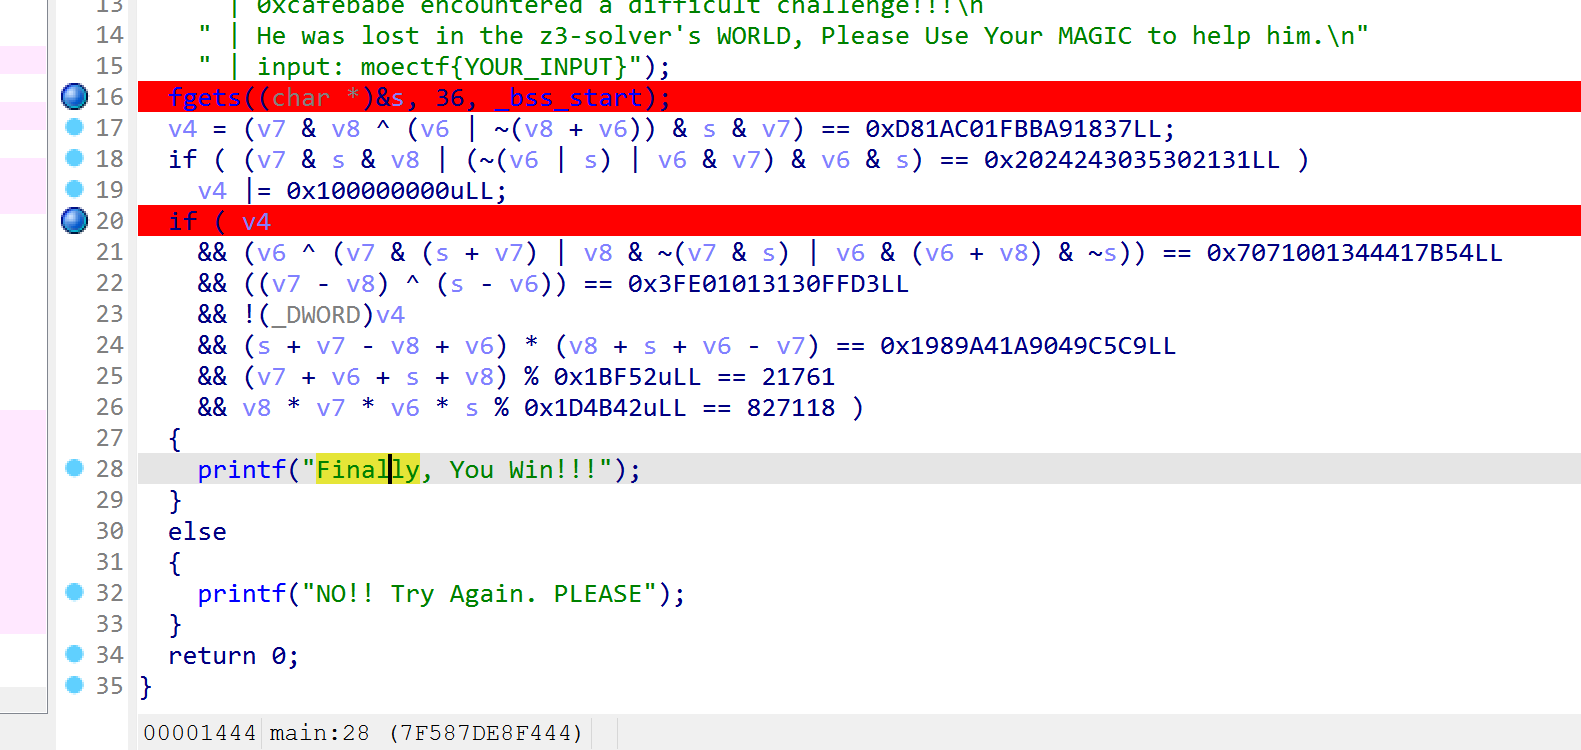 13 | 0xcafebabe encountered a difficult challenge!!!\n
14 " | He was lost in the z3-solver's WORLD, Please Use Your MAGIC to help him.\n"
15 " | input: moectf{YOUR_INPUT}");
16 fgets((char *)&s, 36, _bss_start);
17 v4 = (v7 & v8 ^ (v6 | ~(v8 + v6)) & s & v7) == 0xD81AC01FBBA91837LL;
18 if ( (v7 & s & v8 | (~(v6 | s) | v6 & v7) & v6 & s) == 0x2024243035302131LL )
19 v4 |= 0x100000000uLL;
20 if ( v4
21 && (v6 ^ (v7 & (s + v7) | v8 & ~(v7 & s) | v6 & (v6 + v8) & ~s)) == 0x7071001344417B54LL
22 && ((v7 - v8) ^ (s - v6)) == 0x3FE01013130FFD3LL
23 && !(_DWORD)v4
24 && (s + v7 - v8 + v6) * (v8 + s + v6 - v7) == 0x1989A41A9049C5C9LL
25 && (v7 + v6 + s + v8) % 0x1BF52uLL == 21761
26 && v8 * v7 * v6 * s % 0x1D4B42uLL == 827118 )
27 {
28 printf("Finally, You Win!!!");
29 }
30 else
31 {
32 printf("NO!! Try Again. PLEASE");
33 }
34 return 0;
35 }
00001444 main:28 (7F587DE8F444)